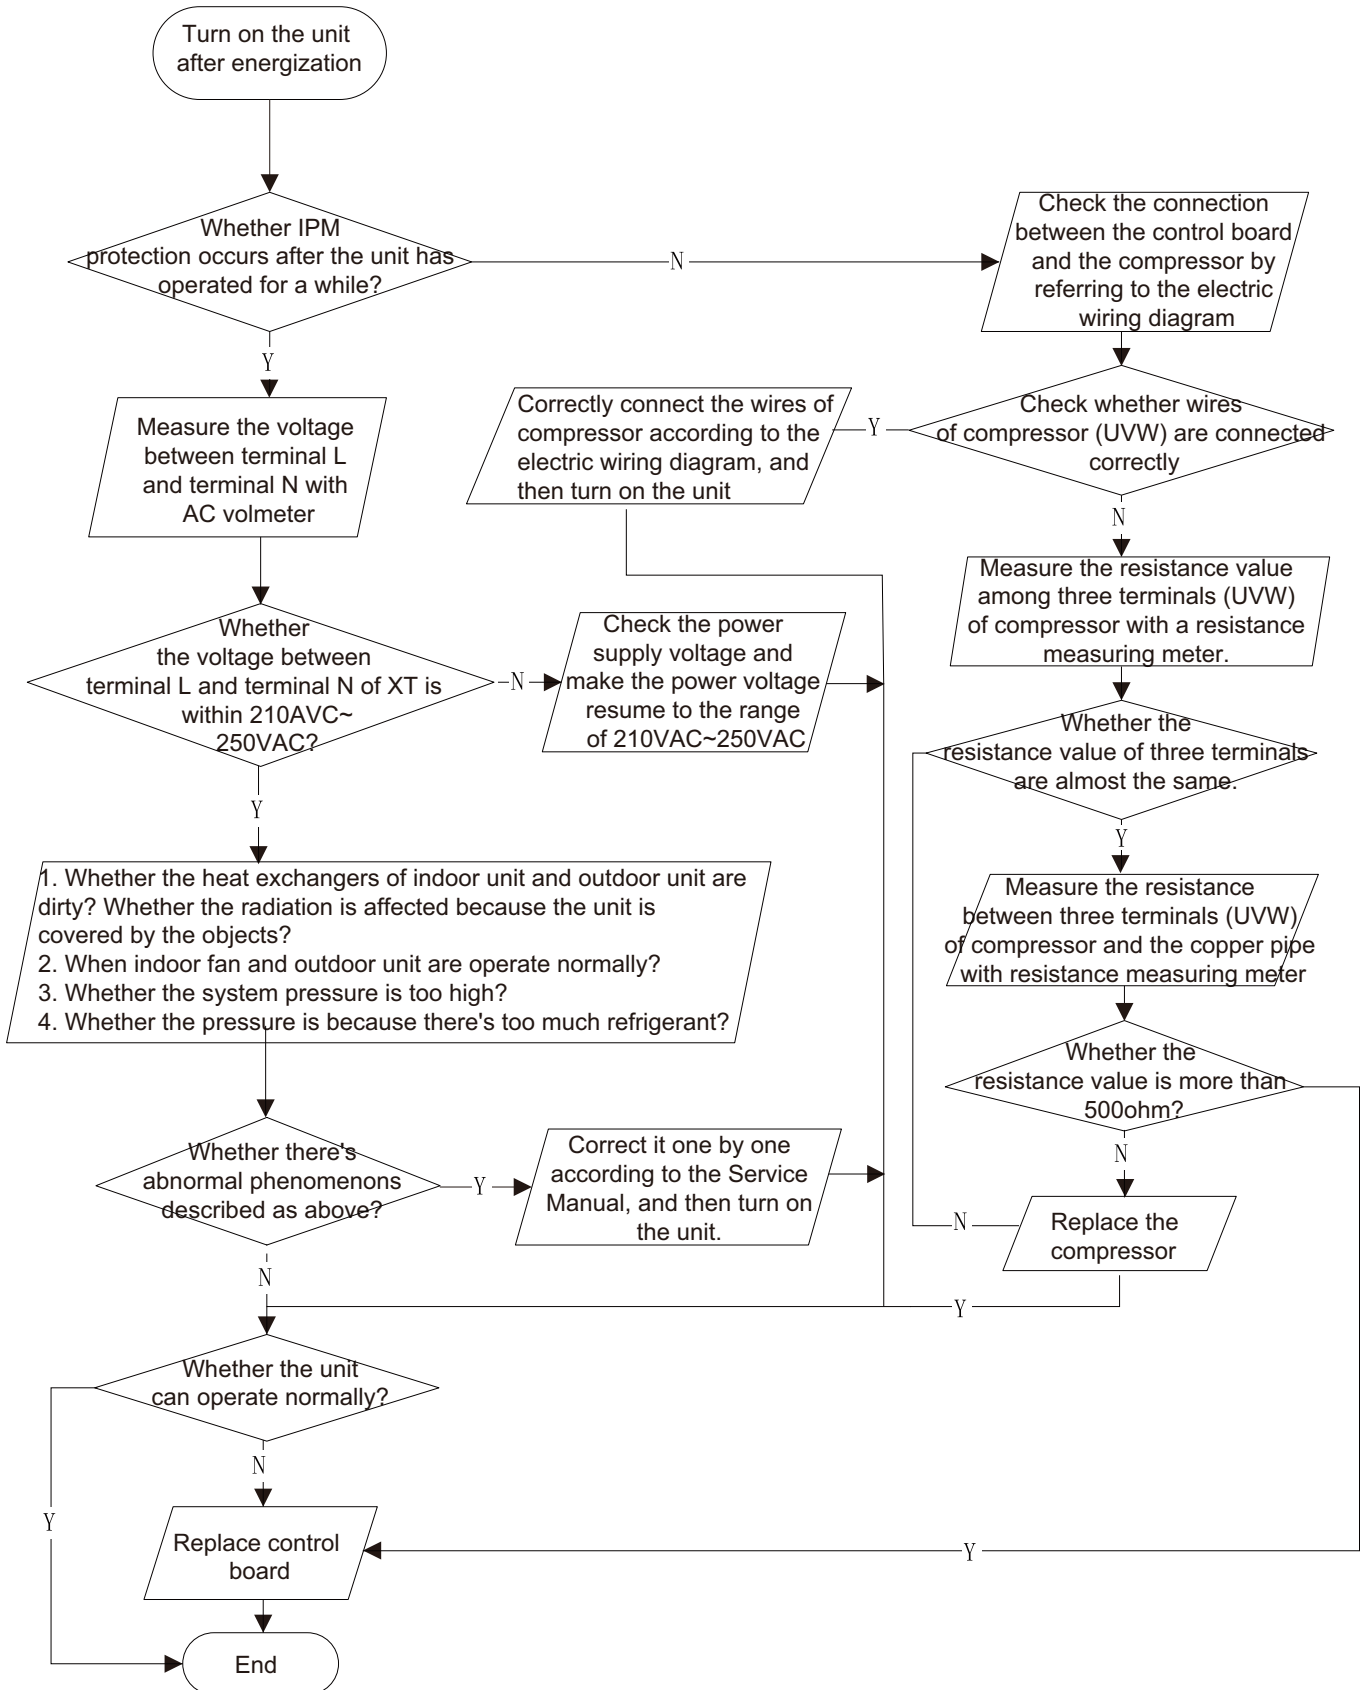 Turn on the unit
after energization
Whether IPM
protection occurs after the unit has
operated for a while?
N
Check the connection
between the control board
and the compressor by
referring to the electric
wiring diagram
Y
Measure the voltage
between terminal L
and terminal N with
AC volmeter
Correctly connect the wires of
compressor according to the
electric wiring diagram, and
then turn on the unit
Y
Check whether wires
of compressor (UVW) are connected
correctly
N
Measure the resistance value
among three terminals (UVW)
of compressor with a resistance
measuring meter.
Whether
the voltage between
terminal L and terminal N of XT is
within 210AVC~
250VAC?
N
Check the power
supply voltage and
make the power voltage
resume to the range
of 210VAC~250VAC
Whether the
resistance value of three terminals
are almost the same.
Y
Y
1. Whether the heat exchangers of indoor unit and outdoor unit are
dirty? Whether the radiation is affected because the unit is
covered by the objects?
2. When indoor fan and outdoor unit are operate normally?
3. Whether the system pressure is too high?
4. Whether the pressure is because there's too much refrigerant?
Measure the resistance
between three terminals (UVW)
of compressor and the copper pipe
with resistance measuring meter
Whether the
resistance value is more than
500ohm?
N
Whether there's
abnormal phenomenons
described as above?
Y
Correct it one by one
according to the Service
Manual, and then turn on
the unit.
N
Replace the
compressor
N
Y
Whether the unit
can operate normally?
N
Y
Replace control
board
Y
End